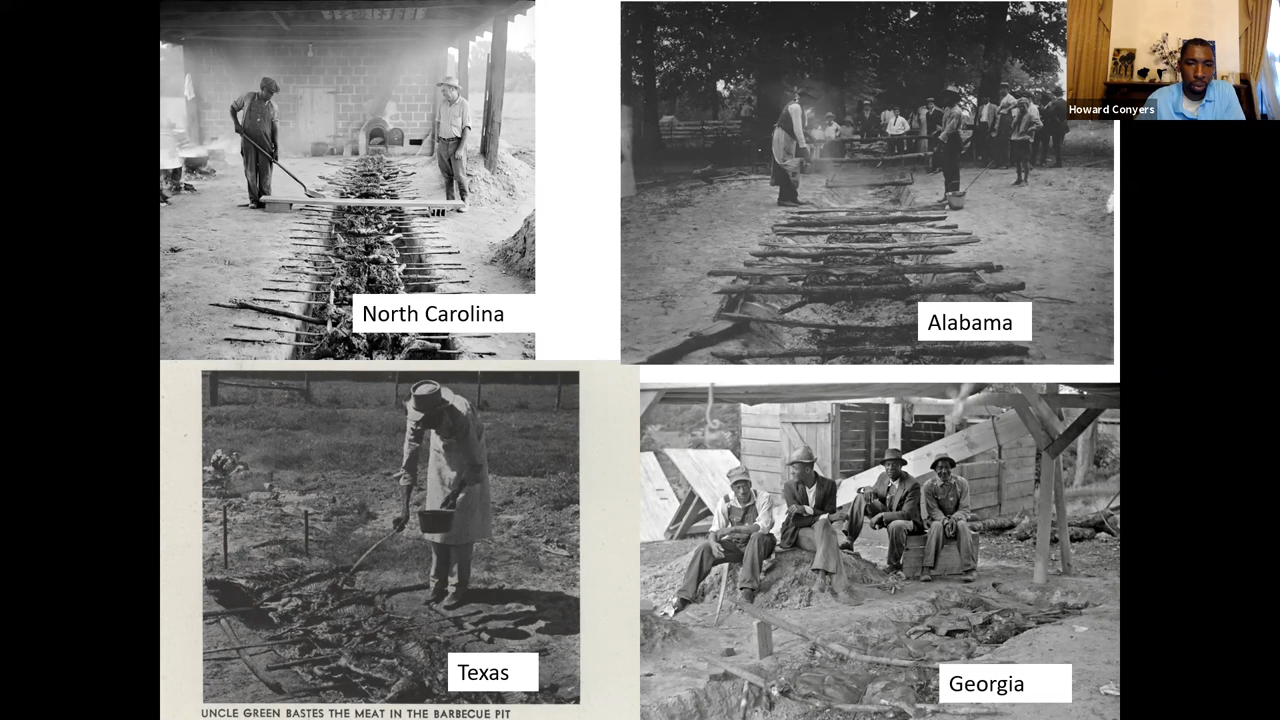 Howard Conyers
North Carolina
Alabama
Texas
Georgia
UNCLE GREEN BASTES THE MEAT IN THE BARBECUE PIT